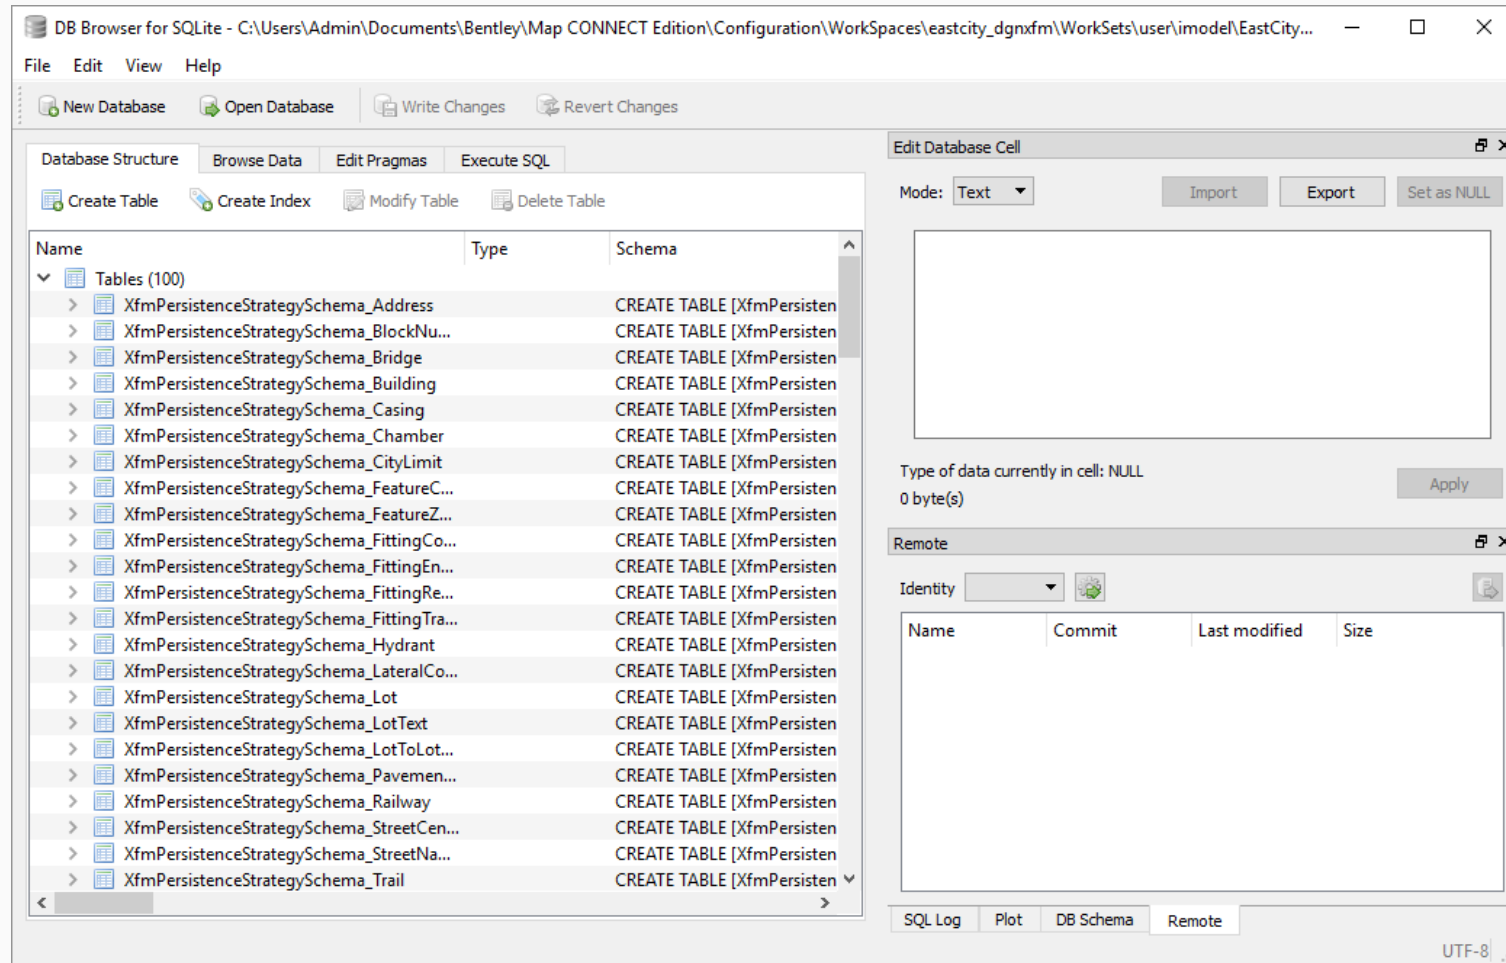 DB Browser for SQLite - C:\Users\Admin\Documents\Bentley\Map CONNECT Edition\Configuration\WorkSpaces\eastcity_dgnxfm\WorkSets\user\imodel\EastCity...
File Edit View Help
New Database Open Database Write Changes Revert Changes
Database Structure Browse Data Edit Pragmas Execute SQL
Create Table Create Index Modify Table Delete Table
Name Type Schema
Tables (100)
XfmPersistenceStrategySchema_Address CREATE TABLE [XfmPersisten
XfmPersistenceStrategySchema_BlockNu... CREATE TABLE [XfmPersisten
XfmPersistenceStrategySchema_Bridge CREATE TABLE [XfmPersisten
XfmPersistenceStrategySchema_Building CREATE TABLE [XfmPersisten
XfmPersistenceStrategySchema_Casing CREATE TABLE [XfmPersisten
XfmPersistenceStrategySchema_Chamber CREATE TABLE [XfmPersisten
XfmPersistenceStrategySchema_CityLimit CREATE TABLE [XfmPersisten
XfmPersistenceStrategySchema_FeatureC... CREATE TABLE [XfmPersisten
XfmPersistenceStrategySchema_FeatureZ... CREATE TABLE [XfmPersisten
XfmPersistenceStrategySchema_FittingCo... CREATE TABLE [XfmPersisten
XfmPersistenceStrategySchema_FittingEn... CREATE TABLE [XfmPersisten
XfmPersistenceStrategySchema_FittingRe... CREATE TABLE [XfmPersisten
XfmPersistenceStrategySchema_FittingTra... CREATE TABLE [XfmPersisten
XfmPersistenceStrategySchema_Hydrant CREATE TABLE [XfmPersisten
XfmPersistenceStrategySchema_LateralCo... CREATE TABLE [XfmPersisten
XfmPersistenceStrategySchema_Lot CREATE TABLE [XfmPersisten
XfmPersistenceStrategySchema_LotText CREATE TABLE [XfmPersisten
XfmPersistenceStrategySchema_LotToLot... CREATE TABLE [XfmPersisten
XfmPersistenceStrategySchema_Pavemen... CREATE TABLE [XfmPersisten
XfmPersistenceStrategySchema_Railway CREATE TABLE [XfmPersisten
XfmPersistenceStrategySchema_StreetCen... CREATE TABLE [XfmPersisten
XfmPersistenceStrategySchema_StreetNa... CREATE TABLE [XfmPersisten
XfmPersistenceStrategySchema_Trail CREATE TABLE [XfmPersisten
Edit Database Cell
Mode: Text Import Export Set as NULL
Type of data currently in cell: NULL
0 byte(s)
Apply
Remote
Identity
Name Commit Last modified Size
SQL Log Plot DB Schema Remote
UTF-8